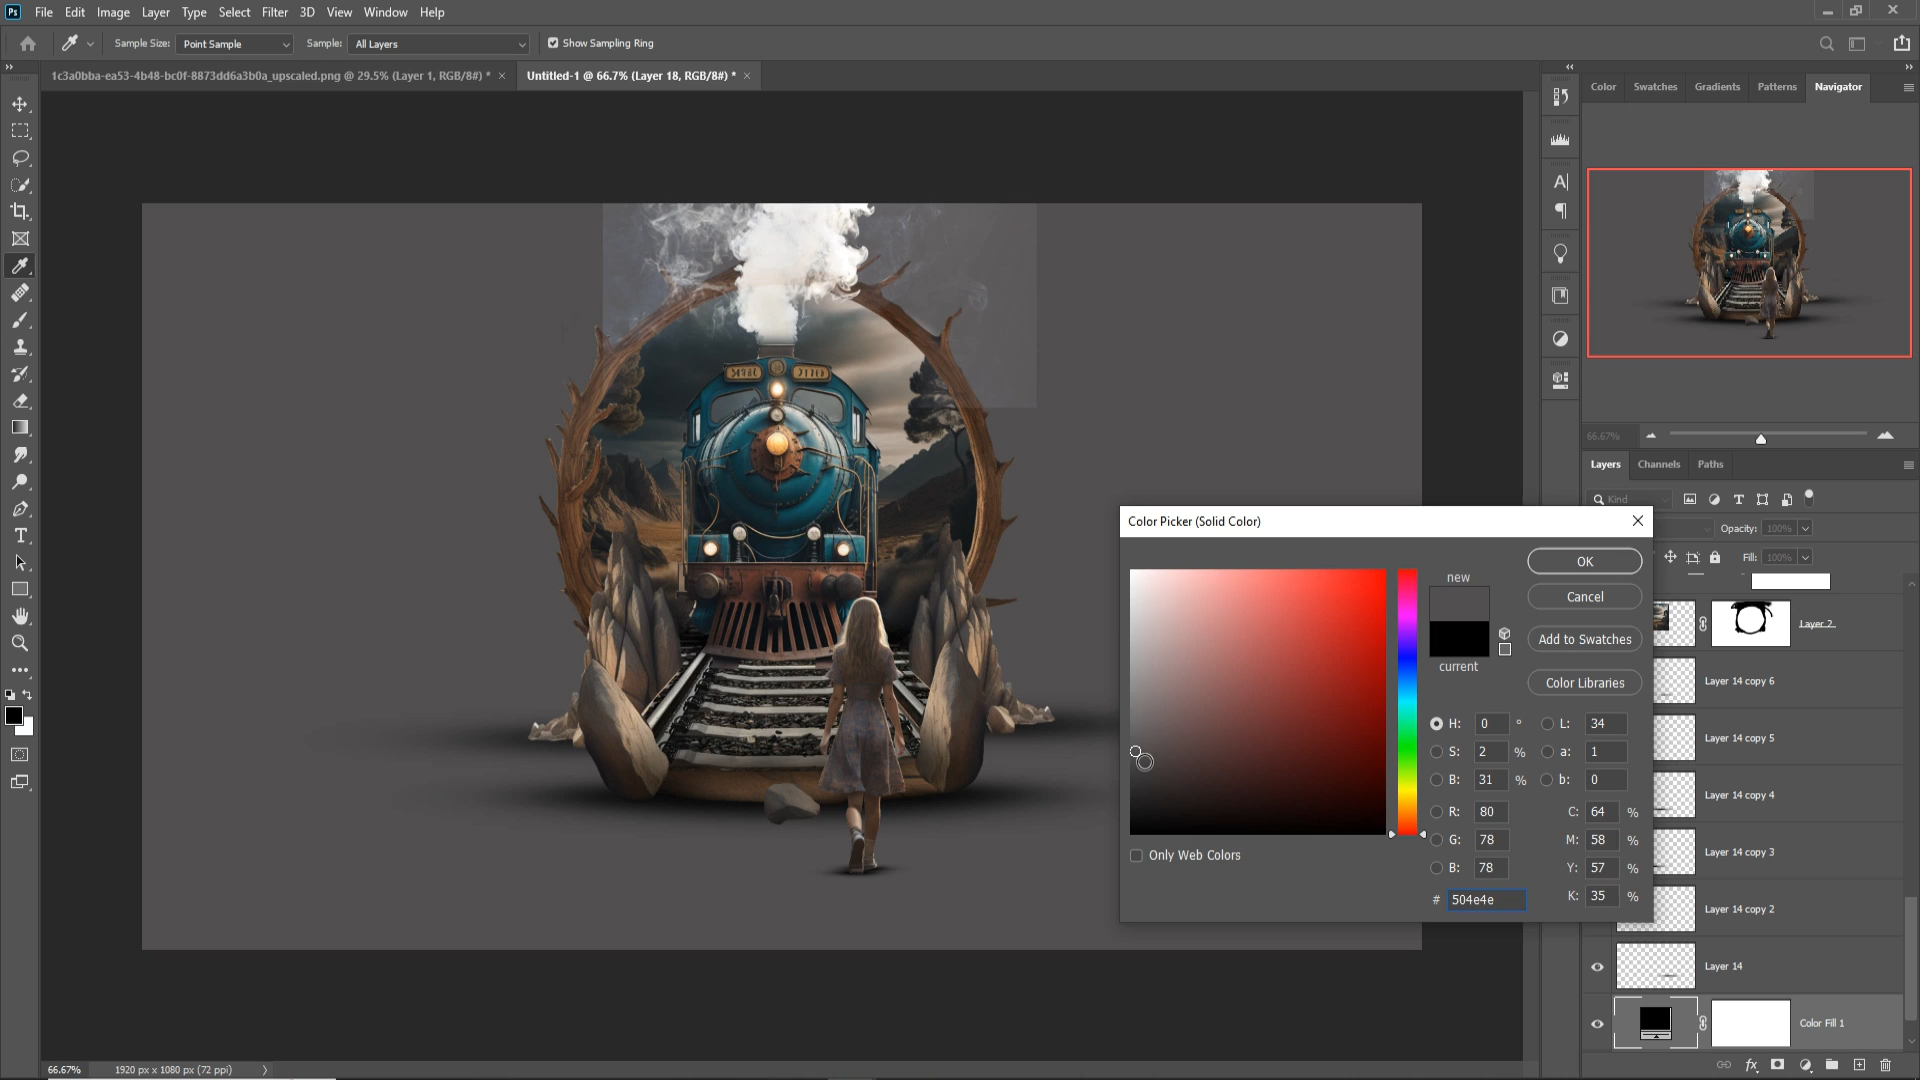 Ps File Edit Image Layer Type Select Filter 3D View Window Help
Sample Size: Point Sample Sample: All Layers Show Sampling Ring
1c3a0bba-ea53-4b48-bc0f-8873dd6a3b0a_upscaled.png @ 29.5% (Layer 1, RGB/8#) * × Untitled-1 @ 66.7% (Layer 18, RGB/8#) * ×
Color Swatches Gradients Patterns Navigator
66.67%
Layers Channels Paths
Kind
Opacity: 100%
Fill: 100%
Color Picker (Solid Color)
OK
new
Cancel
Add to Swatches
current
Color Libraries
H: 0 ° L: 34
S: 2 % a: 1
B: 31 % b: 0
R: 80 C: 64 %
G: 78 M: 58 %
B: 78 Y: 57 %
# 504e4e K: 35 %
Only Web Colors
Layer 2
Layer 14 copy 6
Layer 14 copy 5
Layer 14 copy 4
Layer 14 copy 3
Layer 14 copy 2
Layer 14
Color Fill 1
66.67% 1920 px x 1080 px (72 ppi)